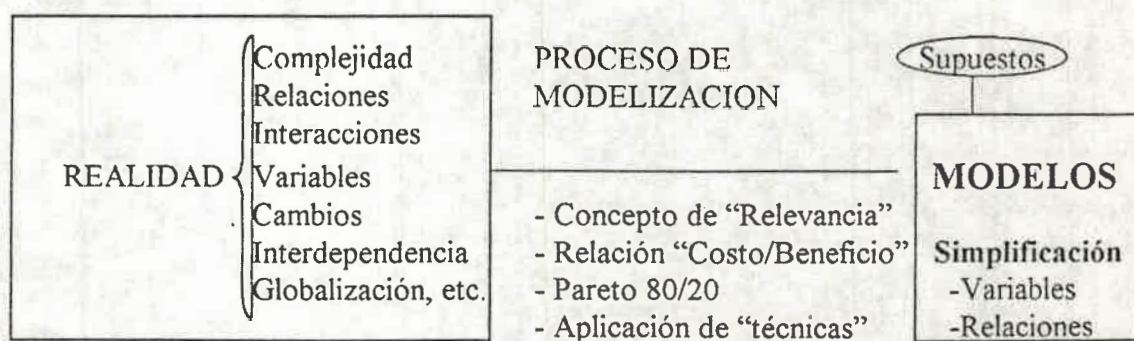 REALIDAD
Complejidad
Relaciones
Interacciones
Variables
Cambios
Interdependencia
Globalización, etc.
PROCESO DE
MODELIZACION
- Concepto de “Relevancia”
- Relación “Costo/Beneficio”
- Pareto 80/20
- Aplicación de “técnicas”
Supuestos
MODELOS
Simplificación
-Variables
-Relaciones